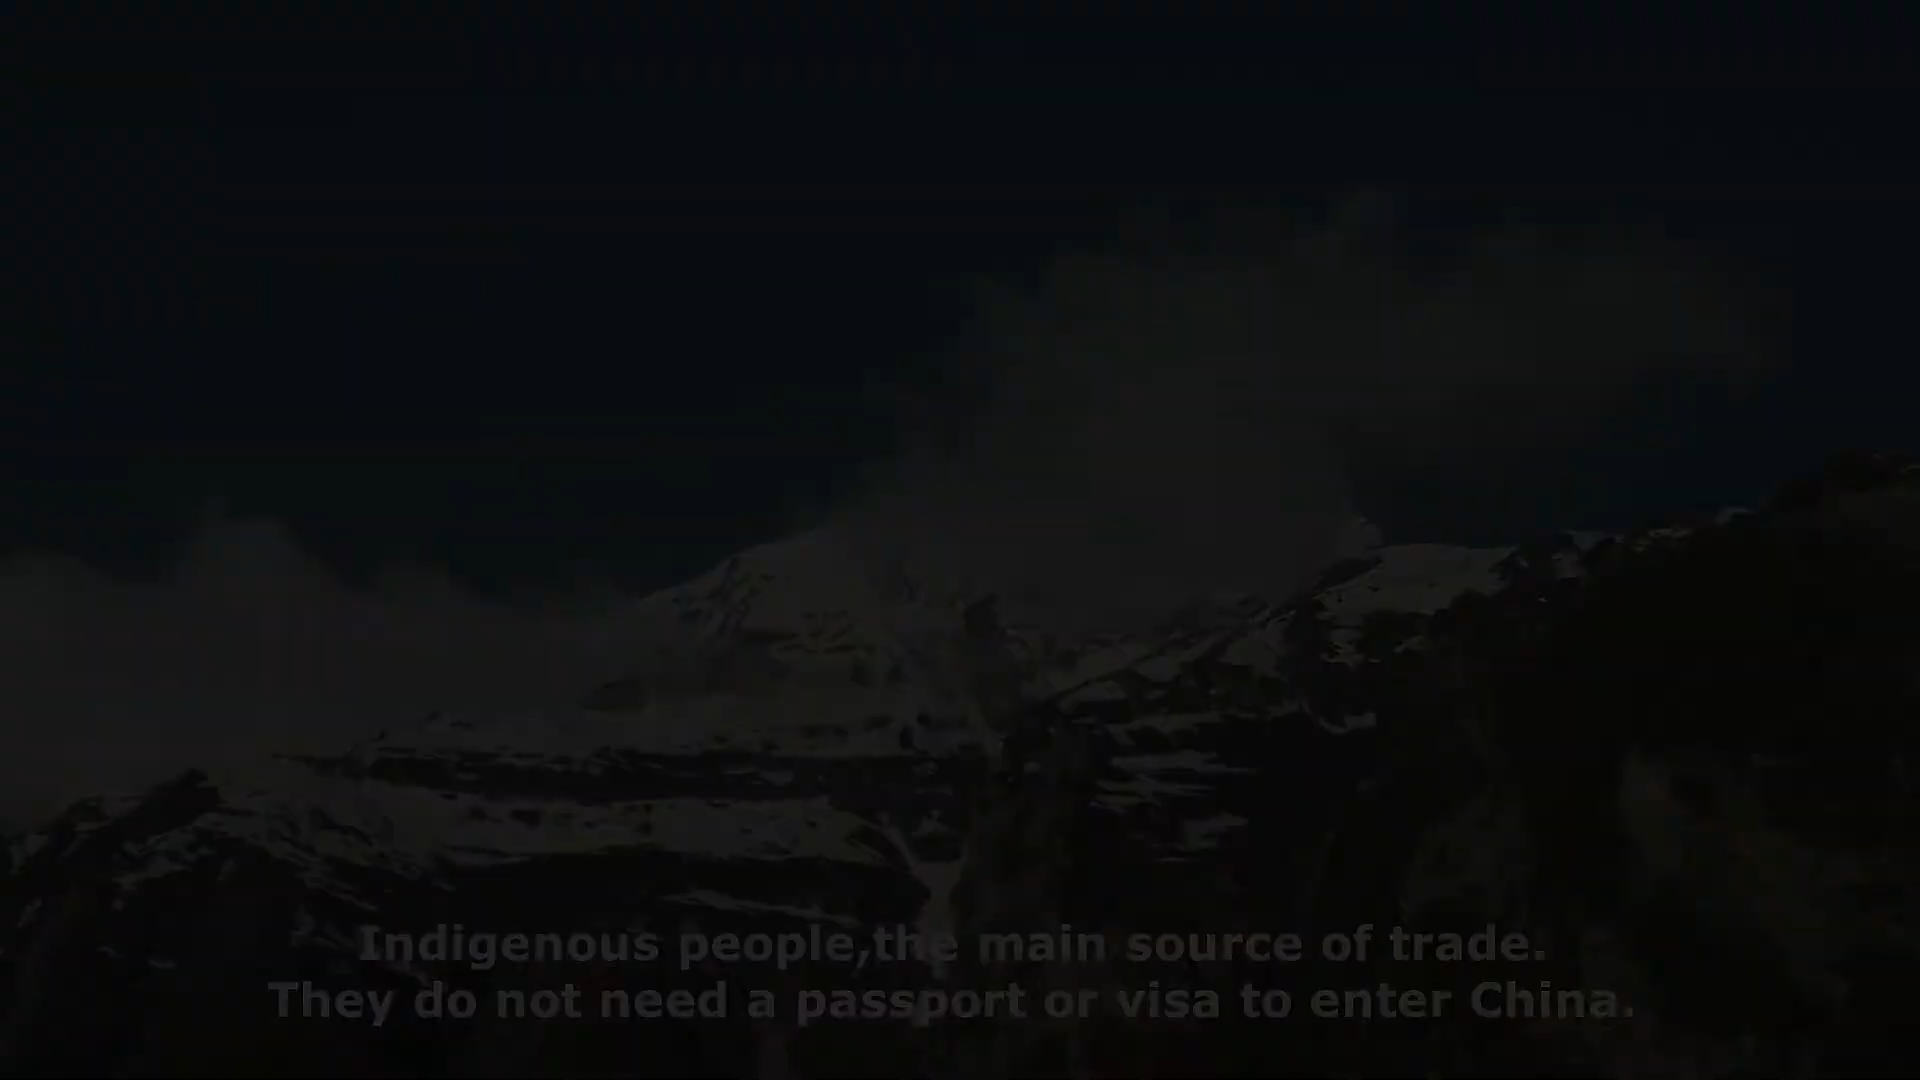 Indigenous people,the main source of trade.
They do not need a passport or visa to enter China.